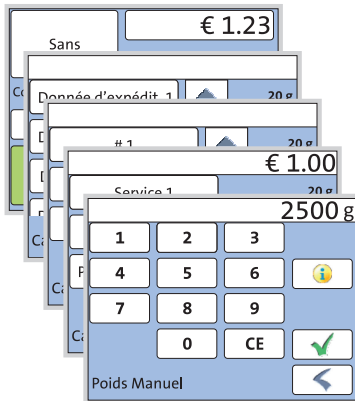 € 1.23
Sans
Donnée d'expédit. 1
20 g
# 1
20 g
€ 1.00
Service 1
20 g
2500 g
1 2 3
4 5 6
7 8 9
0 CE
Poids Manuel